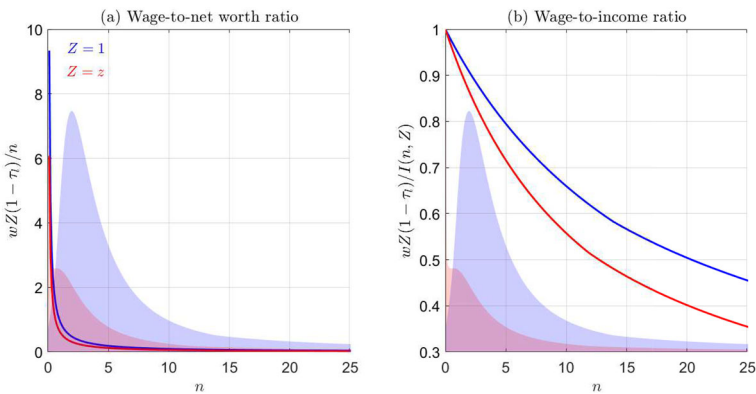 (a) Wage-to-net worth ratio
10
8
6
4
2
0
0 5 10 15 20 25
n
wZ(1 − τₗ)/n
Z = 1
Z = z
(b) Wage-to-income ratio
1
0.9
0.8
0.7
0.6
0.5
0.4
0.3
0 5 10 15 20 25
n
wZ(1 − τₗ)/I(n, Z)